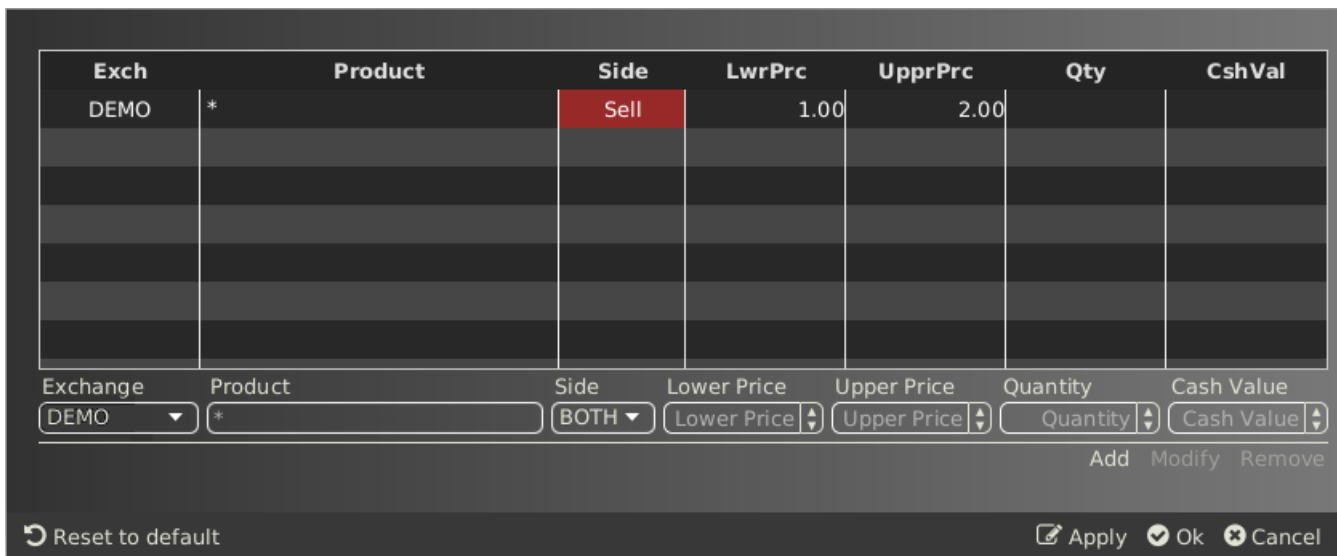 Exch Product Side LwrPrc UpprPrc Qty CshVal
DEMO * Sell 1.00 2.00
Exchange Product Side Lower Price Upper Price Quantity Cash Value
DEMO * BOTH Lower Price Upper Price Quantity Cash Value
Add Modify Remove
Reset to default Apply Ok Cancel